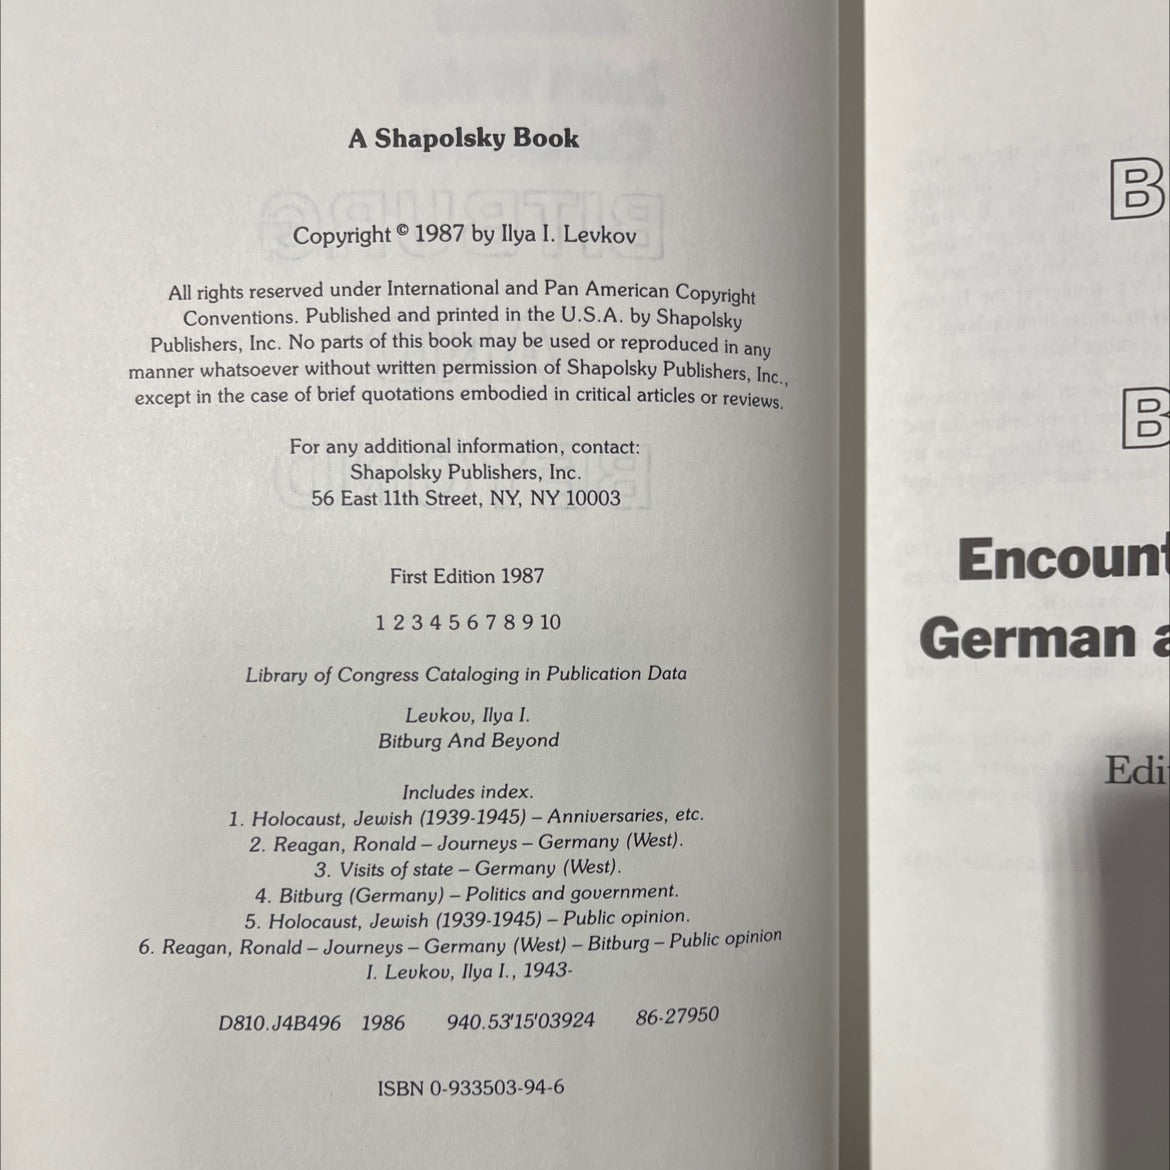 A Shapolsky Book
Copyright © 1987 by Ilya I. Levkov
All rights reserved under International and Pan American Copyright
Conventions. Published and printed in the U.S.A. by Shapolsky
Publishers, Inc. No parts of this book may be used or reproduced in any
manner whatsoever without written permission of Shapolsky Publishers, Inc.,
except in the case of brief quotations embodied in critical articles or reviews.
For any additional information, contact:
Shapolsky Publishers, Inc.
56 East 11th Street, NY, NY 10003
First Edition 1987
1 2 3 4 5 6 7 8 9 10
Library of Congress Cataloging in Publication Data
Levkov, Ilya I.
Bitburg And Beyond
Includes index.
1. Holocaust, Jewish (1939-1945) – Anniversaries, etc.
2. Reagan, Ronald – Journeys – Germany (West).
3. Visits of state – Germany (West).
4. Bitburg (Germany) – Politics and government.
5. Holocaust, Jewish (1939-1945) – Public opinion.
6. Reagan, Ronald – Journeys – Germany (West) – Bitburg – Public opinion
I. Levkov, Ilya I., 1943-
D810.J4B496 1986 940.53'15'03924 86-27950
ISBN 0-933503-94-6
B
B
Encount
German a
Edi